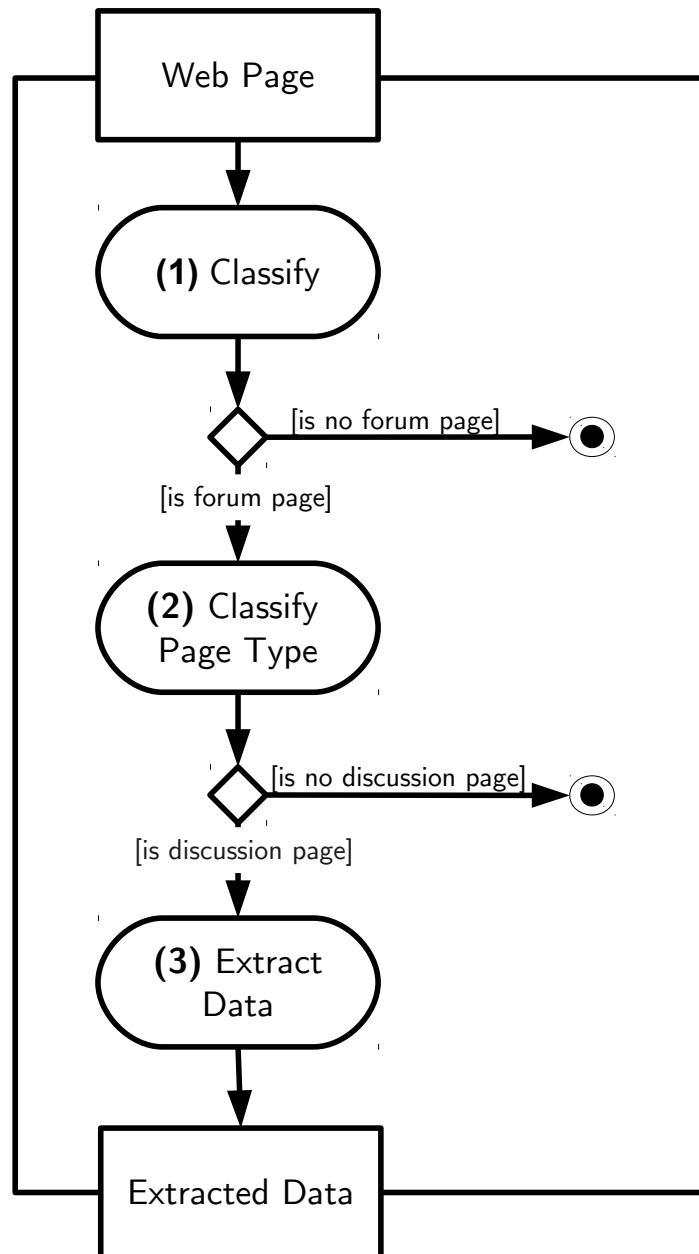 Web Page
(1) Classify
[is no forum page]
[is forum page]
(2) Classify
Page Type
[is no discussion page]
[is discussion page]
(3) Extract
Data
Extracted Data